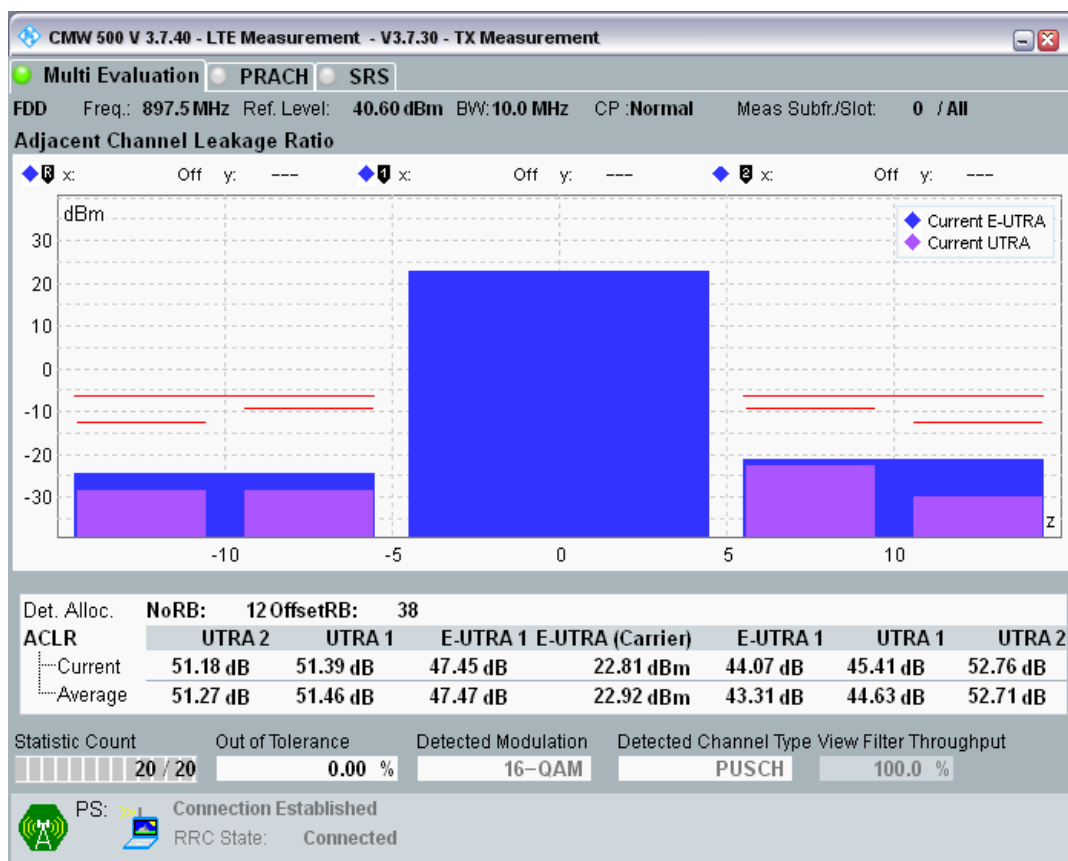 CMW 500 V 3.7.40 - LTE Measurement - V3.7.30 - TX Measurement
Multi Evaluation PRACH SRS
FDD Freq.: 897.5 MHz Ref. Level: 40.60 dBm BW: 10.0 MHz CP :Normal Meas Subfr./Slot: 0 / All
Adjacent Channel Leakage Ratio
R x: Off y: --- 1 x: Off y: --- 2 x: Off y: ---
dBm
Current E-UTRA
Current UTRA
30
20
10
0
-10
-20
-30
z
-10 -5 0 5 10
Det. Alloc. NoRB: 12 OffsetRB: 38
ACLR UTRA 2 UTRA 1 E-UTRA 1 E-UTRA (Carrier) E-UTRA 1 UTRA 1 UTRA 2
Current 51.18 dB 51.39 dB 47.45 dB 22.81 dBm 44.07 dB 45.41 dB 52.76 dB
Average 51.27 dB 51.46 dB 47.47 dB 22.92 dBm 43.31 dB 44.63 dB 52.71 dB
Statistic Count Out of Tolerance Detected Modulation Detected Channel Type View Filter Throughput
20 / 20 0.00 % 16-QAM PUSCH 100.0 %
PS: Connection Established
RRC State: Connected